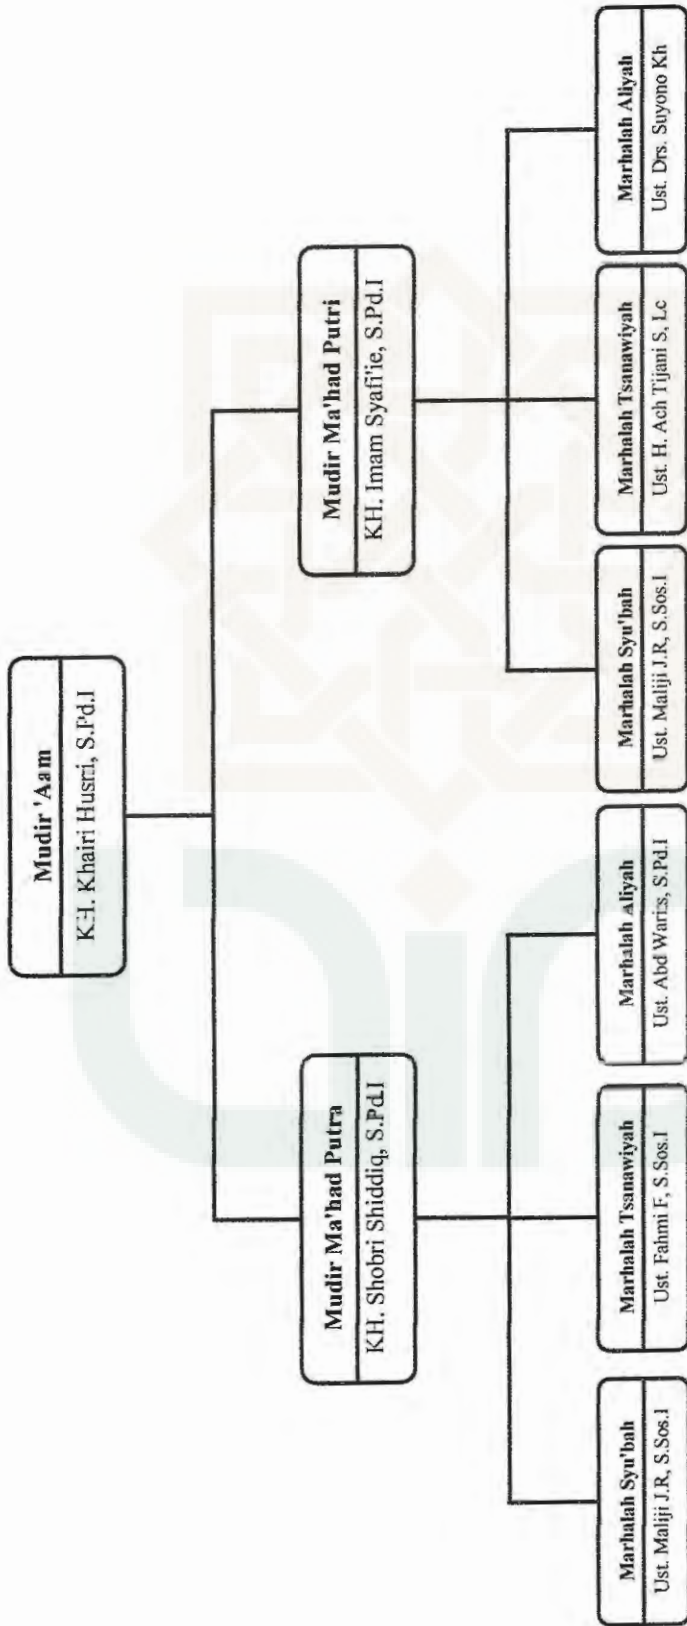 Mudir 'Aam
KH. Khairi Husni, S.Pd.I
Mudir Ma'had Putra
KH. Shobri Shiddiq, S.Pd.I
Mudir Ma'had Putri
KH. Imam Syafi'ie, S.Pd.I
Marhalah Syu'bah
Ust. Maliji J.R, S.Sos.I
Marhalah Tsanawiyah
Ust. Fahmi F, S.Sos.I
Marhalah Aliyah
Ust. Abd Warits, S.Pd.I
Marhalah Syu'bah
Ust. Maliji J.R, S.Sos.I
Marhalah Tsanawiyah
Ust. H. Ach Tijani S, Lc
Marhalah Aliyah
Ust. Drs. Suyono Kh